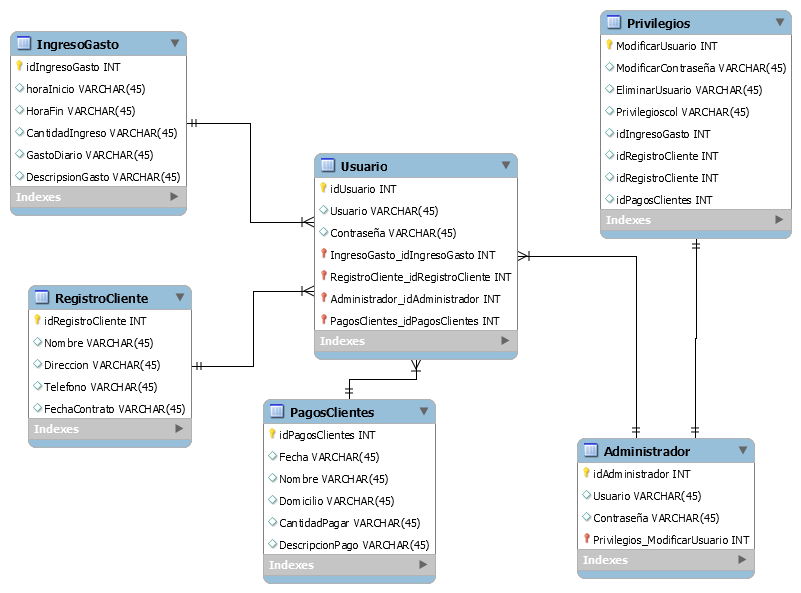 IngresoGasto
idIngresoGasto INT
horaInicio VARCHAR(45)
HoraFin VARCHAR(45)
CantidadIngreso VARCHAR(45)
GastoDiario VARCHAR(45)
DescripsionGasto VARCHAR(45)
Indexes
RegistroCliente
idRegistroCliente INT
Nombre VARCHAR(45)
Direccion VARCHAR(45)
Telefono VARCHAR(45)
FechaContrato VARCHAR(45)
Indexes
Usuario
idUsuario INT
Usuario VARCHAR(45)
Contraseña VARCHAR(45)
IngresoGasto_idIngresoGasto INT
RegistroCliente_idRegistroCliente INT
Administrador_idAdministrador INT
PagosClientes_idPagosClientes INT
Indexes
PagosClientes
idPagosClientes INT
Fecha VARCHAR(45)
Nombre VARCHAR(45)
Domicilio VARCHAR(45)
CantidadPagar VARCHAR(45)
DescripcionPago VARCHAR(45)
Indexes
Privilegios
ModificarUsuario INT
ModificarContraseña VARCHAR(45)
EliminarUsuario VARCHAR(45)
Privilegioscol VARCHAR(45)
idIngresoGasto INT
idRegistroCliente INT
idRegistroCliente INT
idPagosClientes INT
Indexes
Administrador
idAdministrador INT
Usuario VARCHAR(45)
Contraseña VARCHAR(45)
Privilegios_ModificarUsuario INT
Indexes